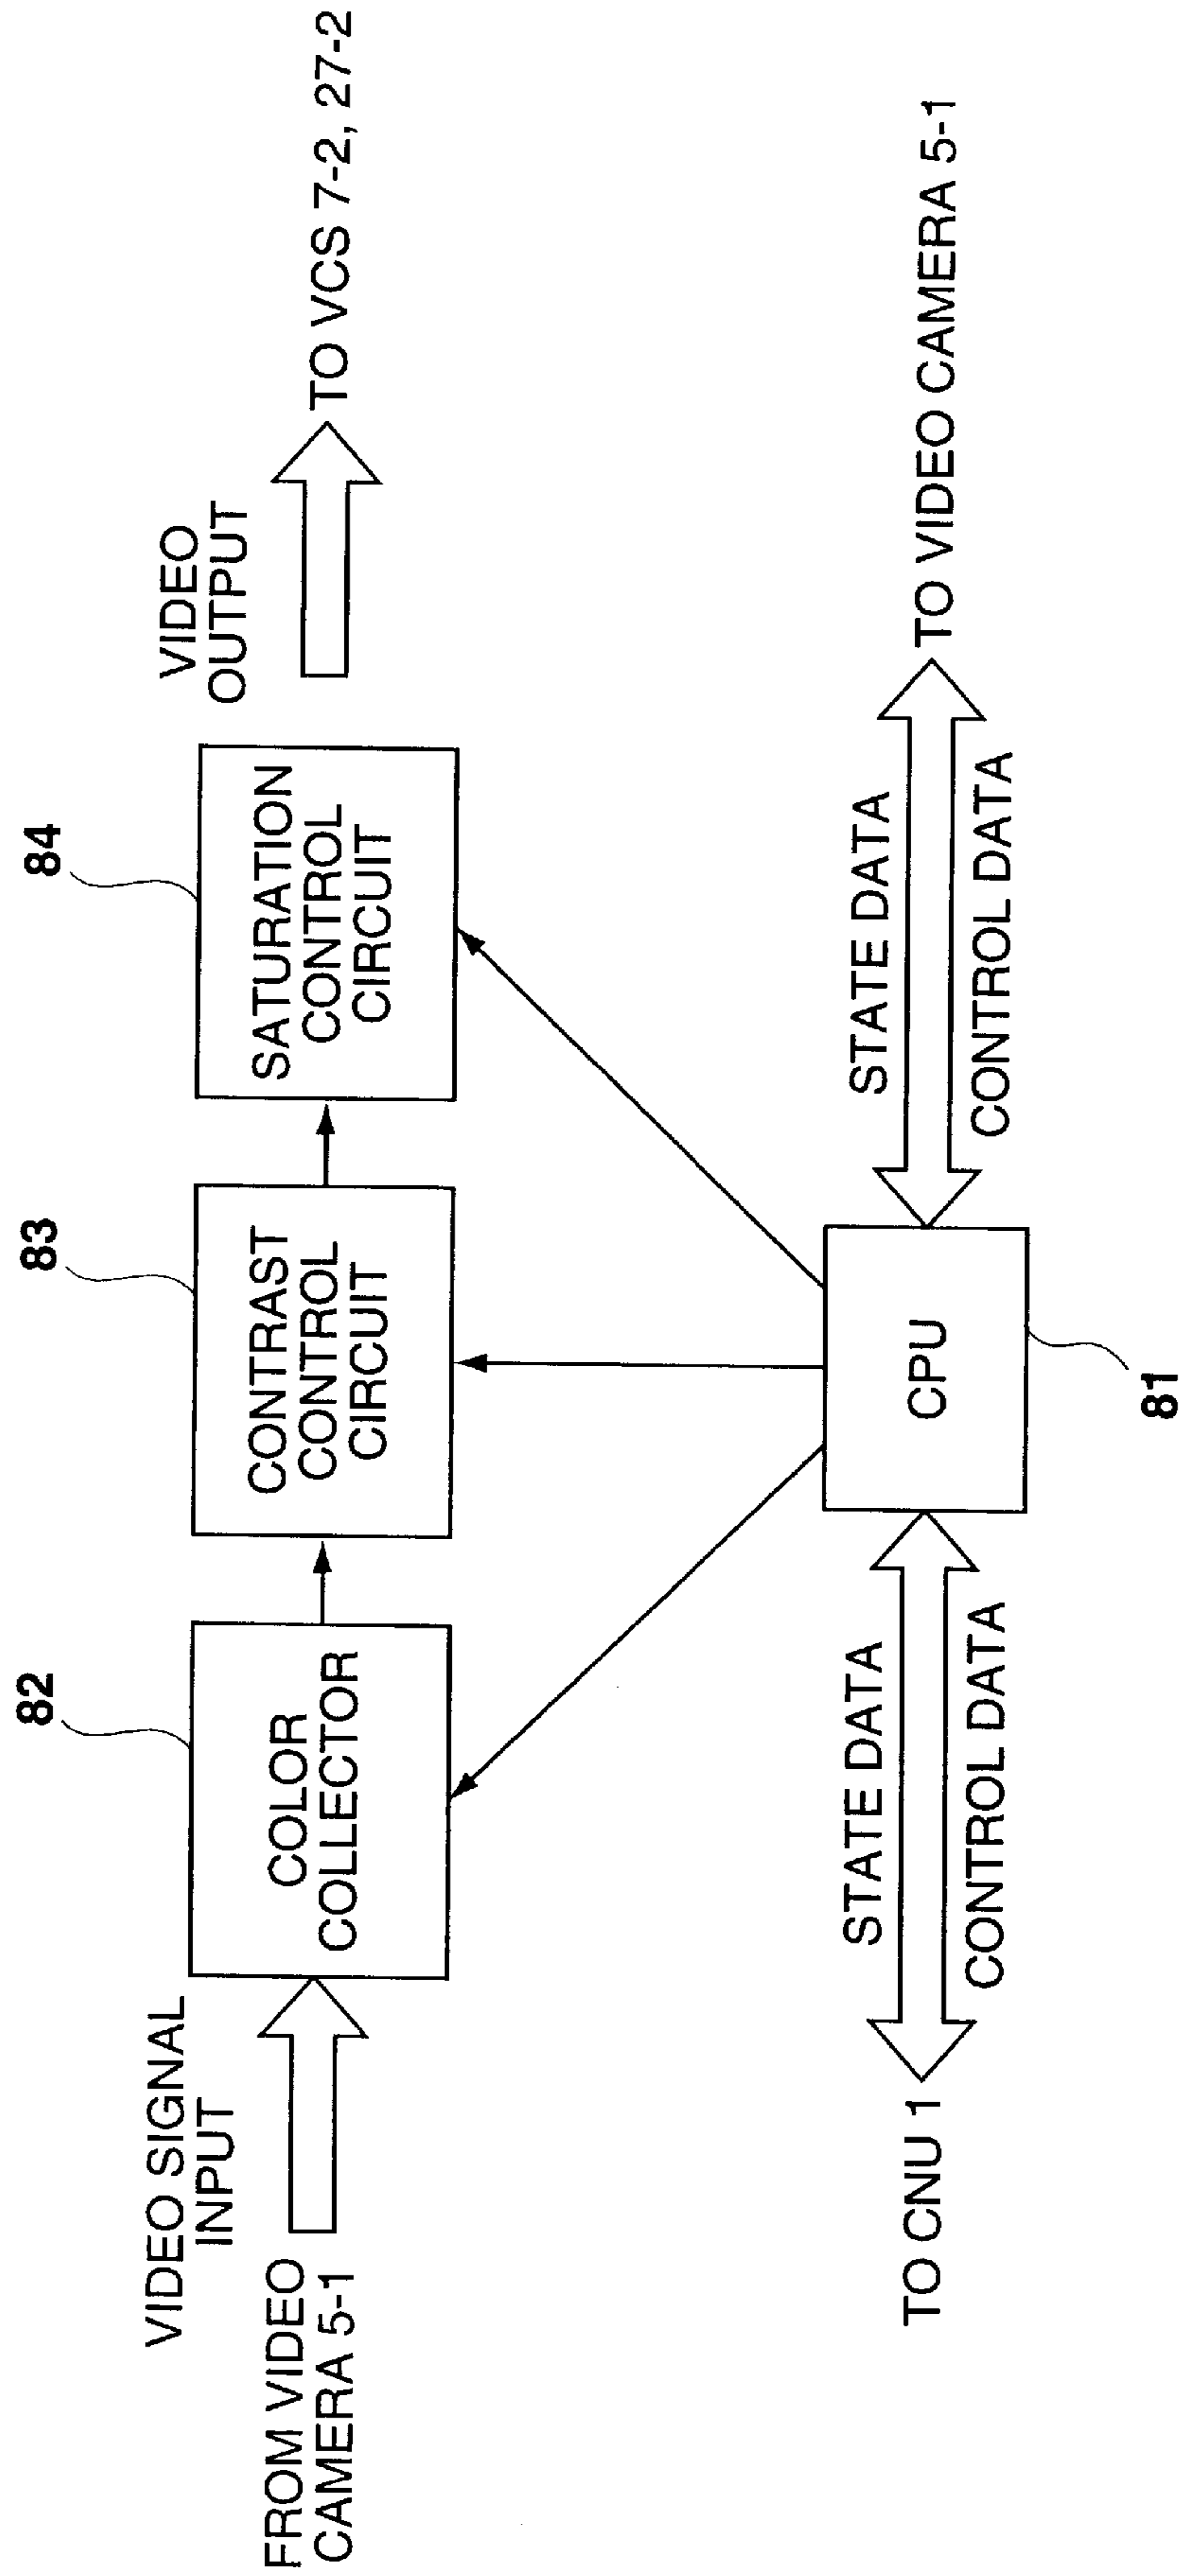 VIDEO SIGNAL
INPUT
FROM VIDEO
CAMERA 5-1
82
COLOR
COLLECTOR
83
CONTRAST
CONTROL
CIRCUIT
84
SATURATION
CONTROL
CIRCUIT
VIDEO
OUTPUT
TO VCS 7-2, 27-2
TO CNU 1
STATE DATA
CONTROL DATA
CPU
81
STATE DATA
CONTROL DATA
TO VIDEO CAMERA 5-1